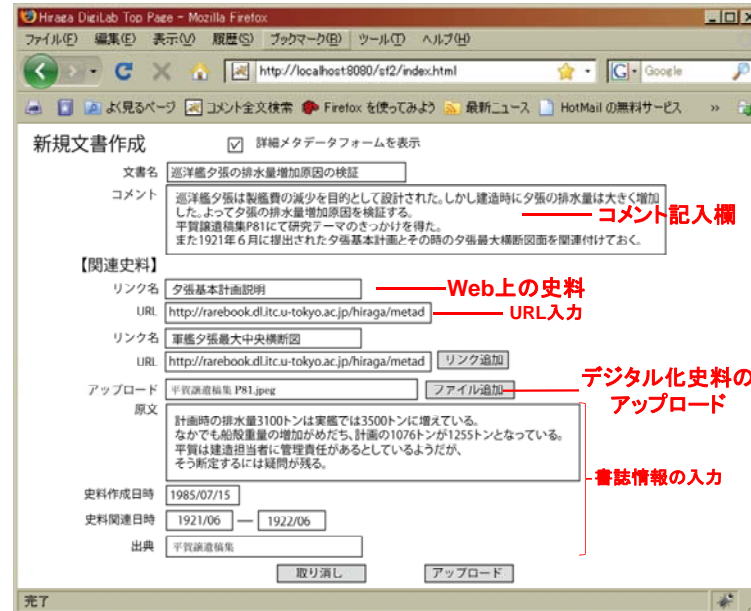 Hiraga DigiLab Top Page - Mozilla Firefox
ファイル(F) 編集(E) 表示(V) 履歴(S) ブックマーク(B) ツール(T) ヘルプ(H)
http://localhost:8080/sf2/index.html
G Google
よく見るページ コメント全文検索 Firefox を使ってみよう 最新ニュース HotMail の無料サービス »
新規文書作成 詳細メタデータフォームを表示
文書名 巡洋艦夕張の排水量増加原因の検証
コメント 巡洋艦夕張は製艦費の減少を目的として設計された。しかし建造時に夕張の排水量は大きく増加
した。よって夕張の排水量増加原因を検証する。
平賀譲遺稿集P81にて研究テーマのきっかけを得た。
また1921年6月に提出された夕張基本計画とその時の夕張最大横断図面を関連付けておく。
コメント記入欄
【関連史料】
リンク名 夕張基本計画説明
Web上の史料
URL http://rarebook.dl.itc.u-tokyo.ac.jp/hiraga/metad
URL入力
リンク名 軍艦夕張最大中央横断図
URL http://rarebook.dl.itc.u-tokyo.ac.jp/hiraga/metad リンク追加
アップロード 平賀譲遺稿集 P81.jpeg ファイル追加
デジタル化史料の
アップロード
原文 計画時の排水量3100トンは実艦では3500トンに増えている。
なかでも船殻重量の増加がめだち、計画の1076トンが1255トンとなっている。
平賀は建造担当者に管理責任があるとしているようだが、
そう断定するには疑問が残る。
書誌情報の入力
史料作成日時 1985/07/15
史料関連日時 1921/06 — 1922/06
出典 平賀譲遺稿集
取り消し アップロード
完了